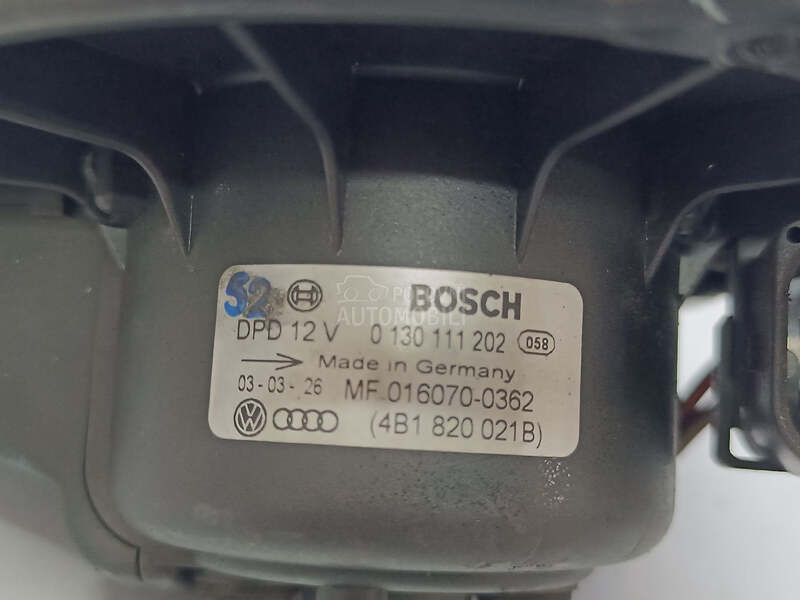 52 BOSCH
DPD 12 V 0 130 111 202 058
Made in Germany
03-03-26 MF.016070-0362
(4B1 820 021B)
AUTOMOBILI